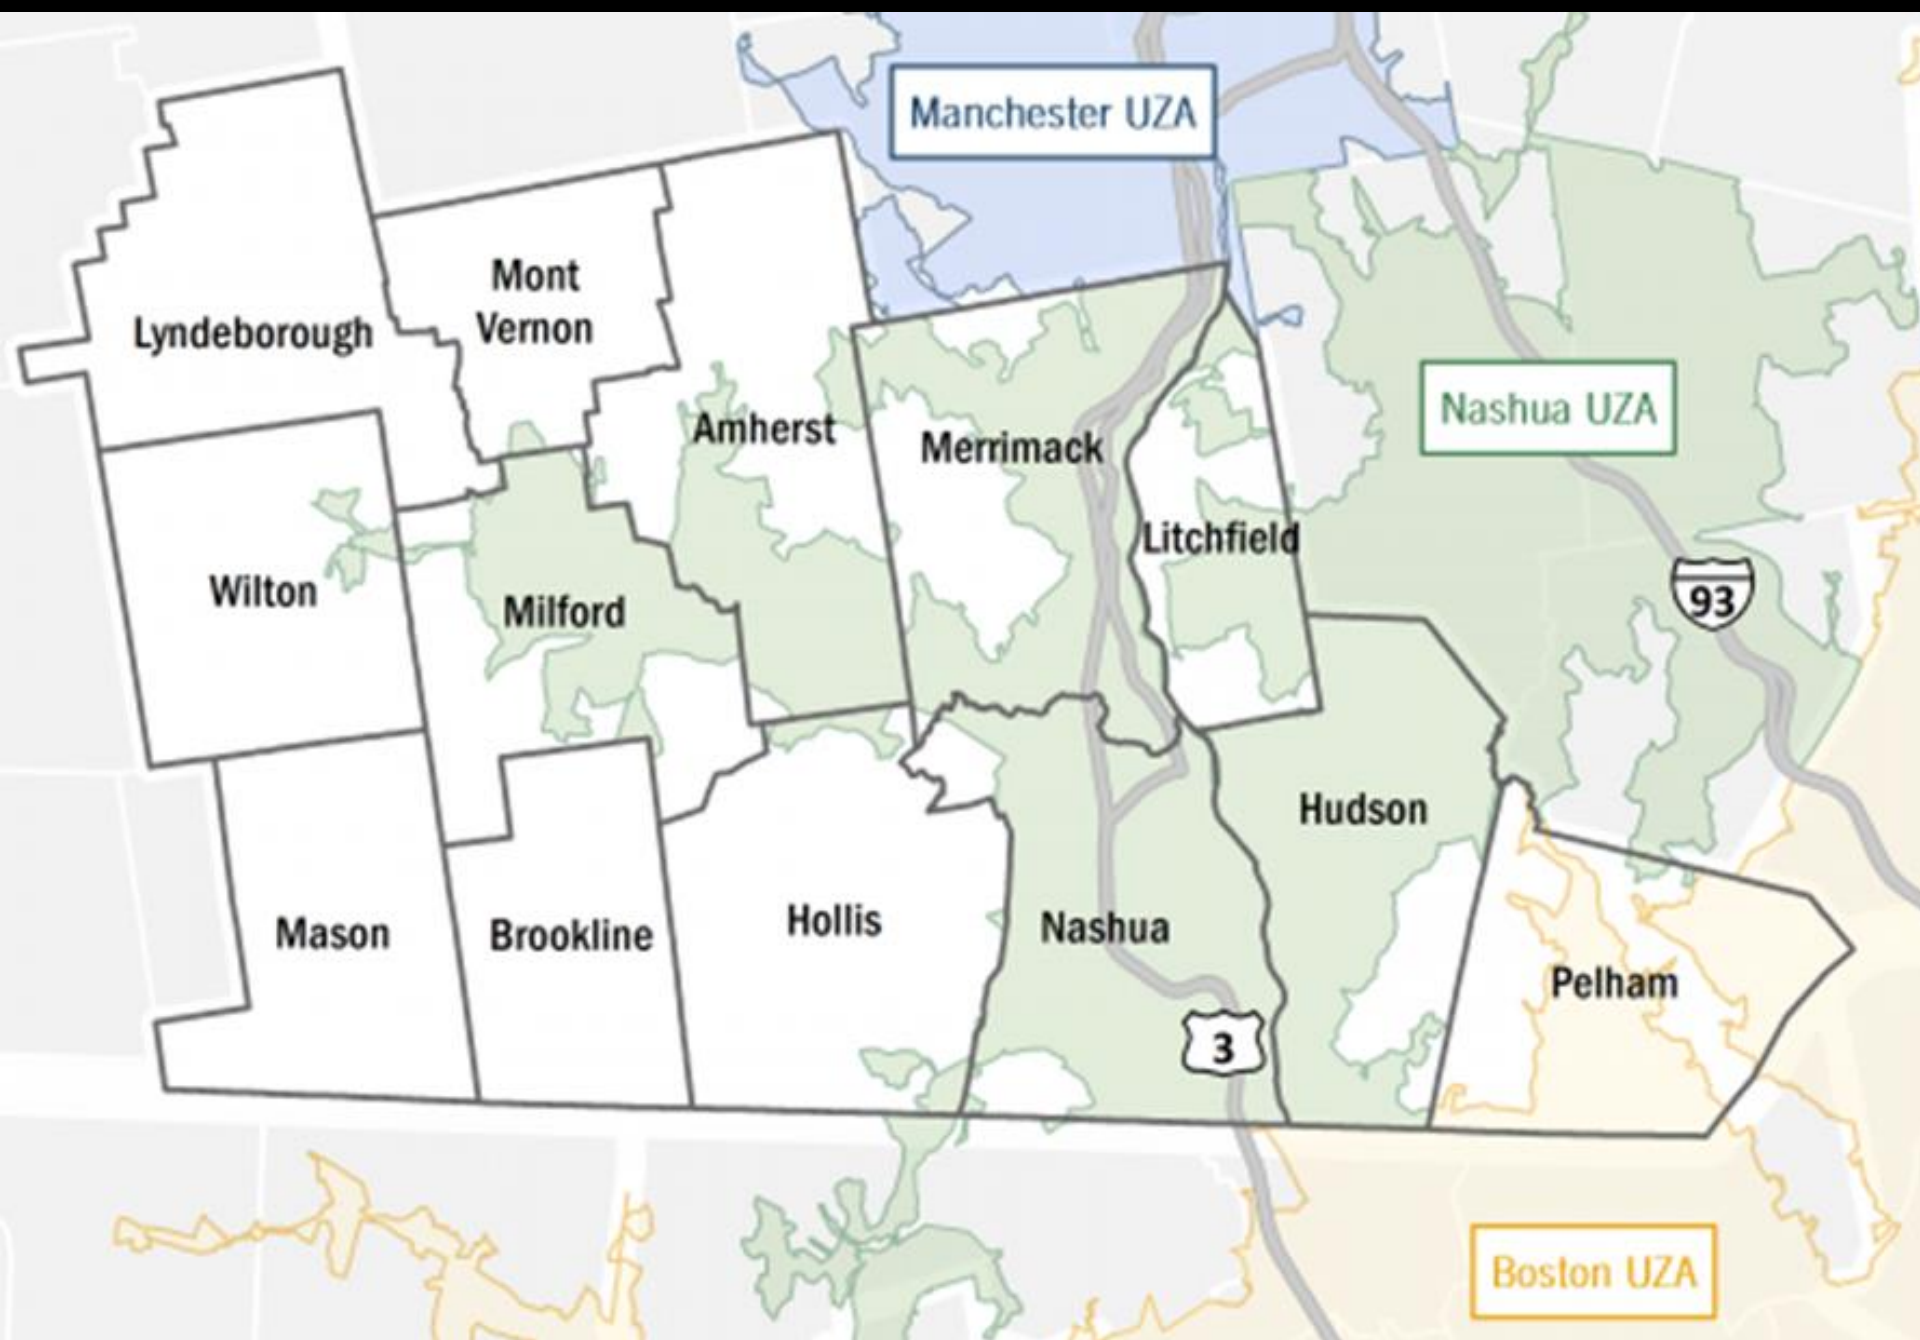 Manchester UZA
Mont
Vernon
Lyndeborough
Nashua UZA
Amherst
Merrimack
Litchfield
Wilton
Milford
93
Hudson
Mason
Brookline
Hollis
Nashua
Pelham
3
Boston UZA